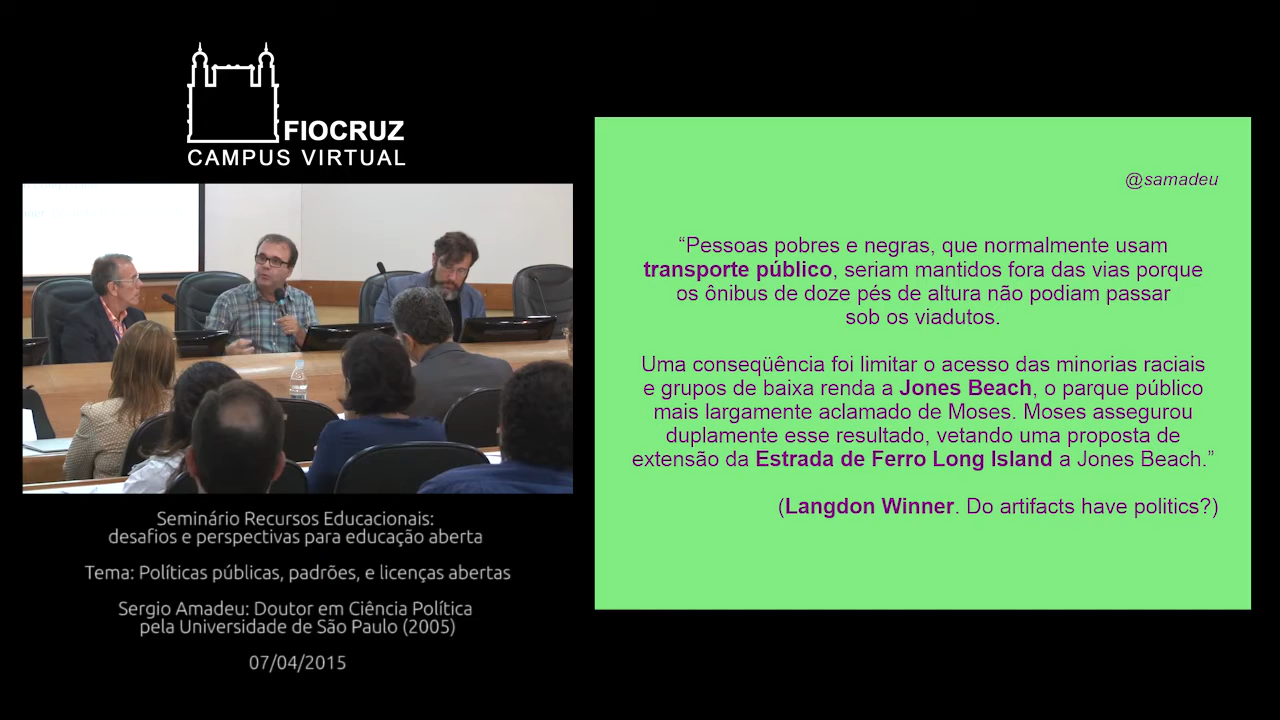 FIOCRUZ
CAMPUS VIRTUAL
Seminário Recursos Educacionais:
desafios e perspectivas para educação aberta
Tema: Políticas públicas, padrões, e licenças abertas
Sergio Amadeu: Doutor em Ciência Política
pela Universidade de São Paulo (2005)
07/04/2015
@samadeu
“Pessoas pobres e negras, que normalmente usam
transporte público, seriam mantidos fora das vias porque
os ônibus de doze pés de altura não podiam passar
sob os viadutos.
Uma conseqüência foi limitar o acesso das minorias raciais
e grupos de baixa renda a Jones Beach, o parque público
mais largamente aclamado de Moses. Moses assegurou
duplamente esse resultado, vetando uma proposta de
extensão da Estrada de Ferro Long Island a Jones Beach.”
(Langdon Winner. Do artifacts have politics?)